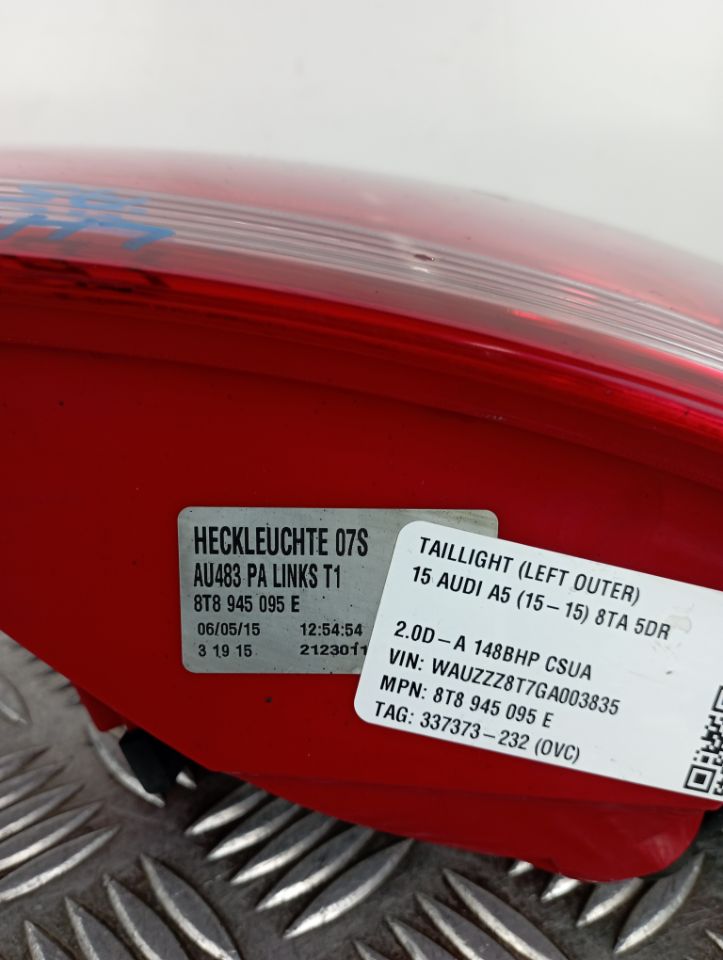 HECKLEUCHTE 07S
AU483 PA LINKS T1
8T8 945 095 E
06/05/15 12:54:54
3 19 15 2123011
TAILLIGHT (LEFT OUTER)
15 AUDI A5 (15-15) 8TA 5DR
2.0D-A 148BHP CSUA
VIN: WAUZZZ8T7GA003835
MPN: 8T8 945 095 E
TAG: 337373-232 (OVC)